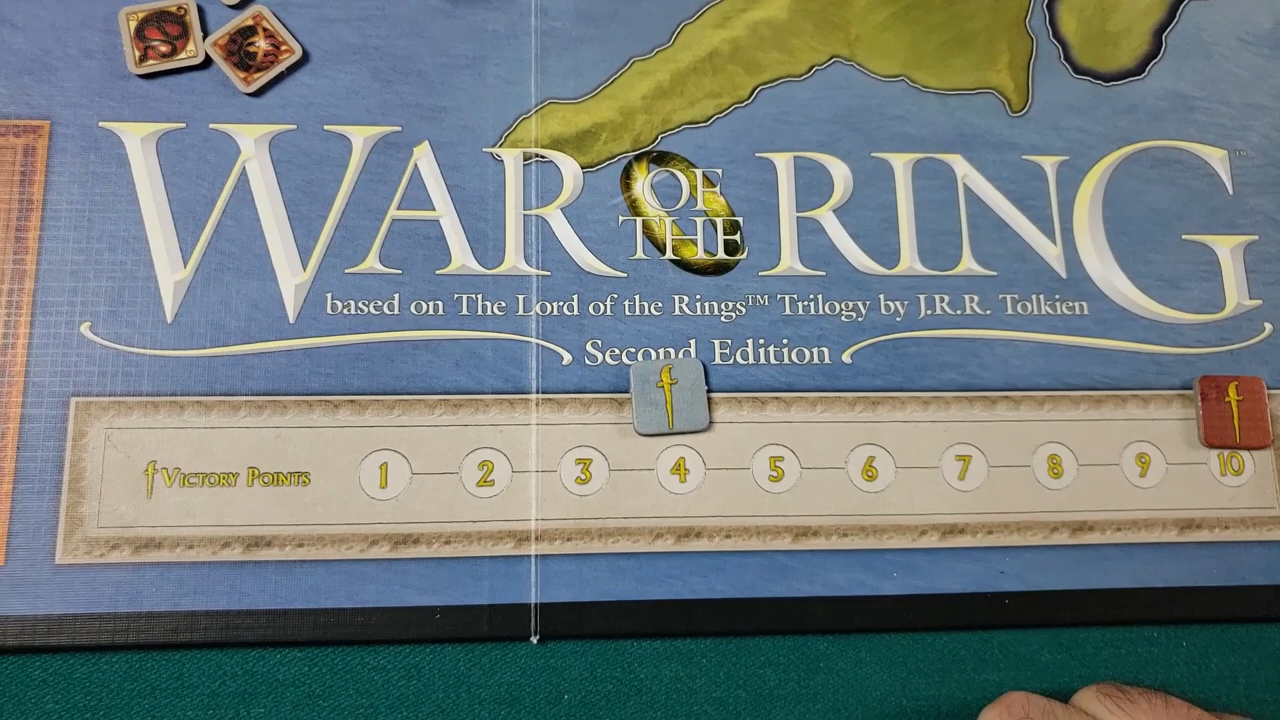 WAR OF THE RING™
based on The Lord of the Rings™ Trilogy by J.R.R. Tolkien
Second Edition
VICTORY POINTS 1 2 3 4 5 6 7 8 9 10